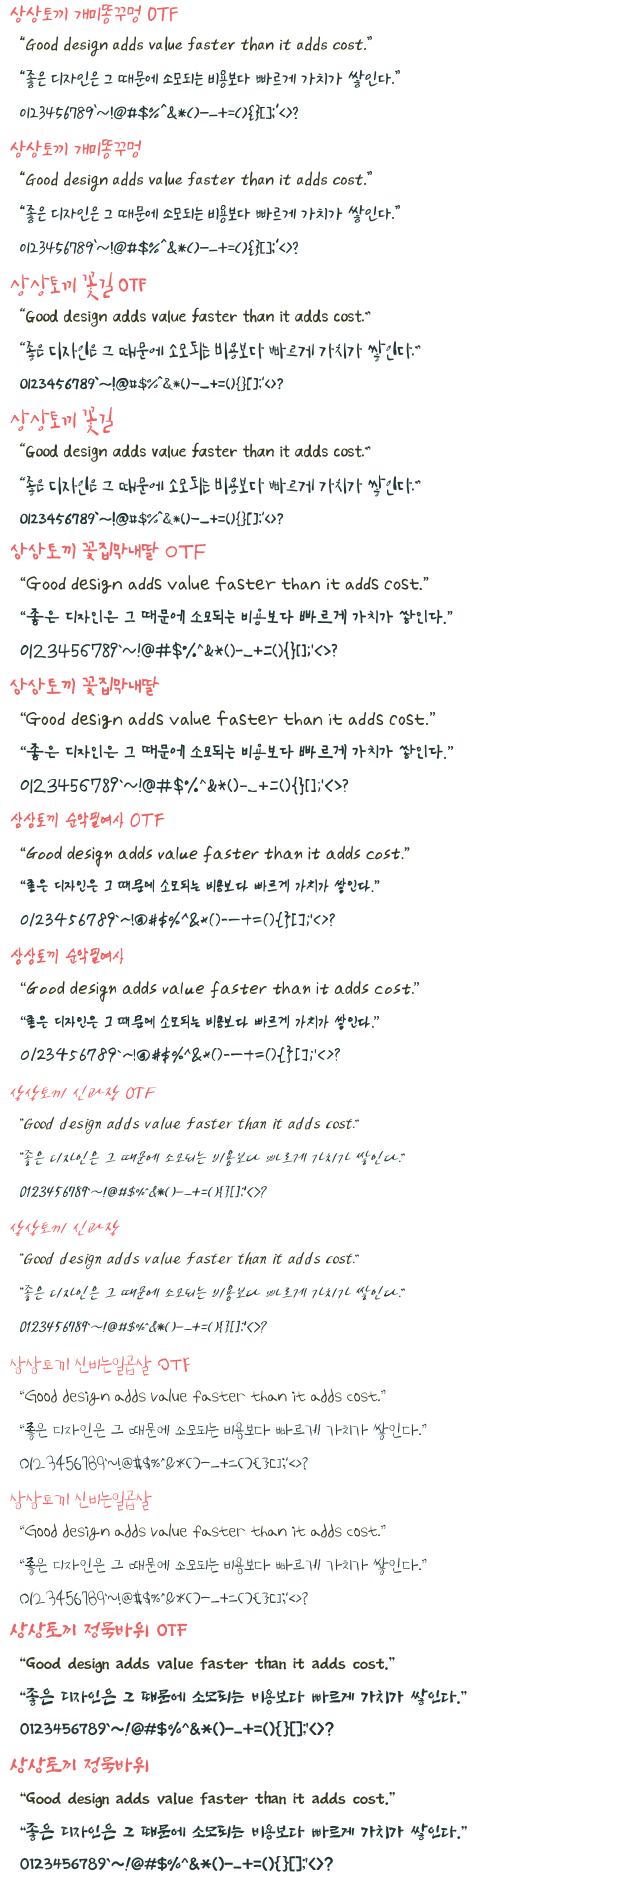 상상토끼 개미똥꾸멍 OTF
“Good design adds value faster than it adds cost.”
“좋은 디자인은 그 때문에 소모되는 비용보다 빠르게 가치가 쌓인다.”
0123456789`~!@#$%^&*()-_+=(){}[];'<>?
상상토끼 개미똥꾸멍
“Good design adds value faster than it adds cost.”
“좋은 디자인은 그 때문에 소모되는 비용보다 빠르게 가치가 쌓인다.”
0123456789`~!@#$%^&*()-_+=(){}[];'<>?
상상토끼 꽃길 OTF
“Good design adds value faster than it adds cost.”
“좋은 디자인은 그 때문에 소모되는 비용보다 빠르게 가치가 쌓인다.”
0123456789`~!@#$%^&*()-_+=(){}[];'<>?
상상토끼 꽃길
“Good design adds value faster than it adds cost.”
“좋은 디자인은 그 때문에 소모되는 비용보다 빠르게 가치가 쌓인다.”
0123456789`~!@#$%^&*()-_+=(){}[];'<>?
상상토끼 꽃집막내딸 OTF
“Good design adds value faster than it adds cost.”
“좋은 디자인은 그 때문에 소모되는 비용보다 빠르게 가치가 쌓인다.”
0123456789`~!@#$%^&*()-_+=(){}[];'<>?
상상토끼 꽃집막내딸
“Good design adds value faster than it adds cost.”
“좋은 디자인은 그 때문에 소모되는 비용보다 빠르게 가치가 쌓인다.”
0123456789`~!@#$%^&*()-_+=(){}[];'<>?
상상토끼 순악필여사 OTF
“Good design adds value faster than it adds cost.”
“좋은 디자인은 그 때문에 소모되는 비용보다 빠르게 가치가 쌓인다.”
0123456789`~!@#$%^&*()-_+=(){}[];'<>?
상상토끼 순악필여사
“Good design adds value faster than it adds cost.”
“좋은 디자인은 그 때문에 소모되는 비용보다 빠르게 가치가 쌓인다.”
0123456789`~!@#$%^&*()-_+=(){}[];'<>?
상상토끼 신과장 OTF
"Good design adds value faster than it adds cost."
"좋은 디자인은 그 때문에 소모되는 비용보다 빠르게 가치가 쌓인다."
0123456789`~!@#$%^&*()-_+=(){}[];'<>?
상상토끼 신과장
"Good design adds value faster than it adds cost."
"좋은 디자인은 그 때문에 소모되는 비용보다 빠르게 가치가 쌓인다."
0123456789`~!@#$%^&*()-_+=(){}[];'<>?
상상토끼 신비는일곱살 OTF
“Good design adds value faster than it adds cost.”
“좋은 디자인은 그 때문에 소모되는 비용보다 빠르게 가치가 쌓인다.”
0123456789`~!@#$%^&*()-_+=(){}[];'<>?
상상토끼 신비는일곱살
“Good design adds value faster than it adds cost.”
“좋은 디자인은 그 때문에 소모되는 비용보다 빠르게 가치가 쌓인다.”
0123456789`~!@#$%^&*()-_+=(){}[];'<>?
상상토끼 정묵바위 OTF
“Good design adds value faster than it adds cost.”
“좋은 디자인은 그 때문에 소모되는 비용보다 빠르게 가치가 쌓인다.”
0123456789`~!@#$%^&*()-_+=(){}[];'<>?
상상토끼 정묵바위
“Good design adds value faster than it adds cost.”
“좋은 디자인은 그 때문에 소모되는 비용보다 빠르게 가치가 쌓인다.”
0123456789`~!@#$%^&*()-_+=(){}[];'<>?